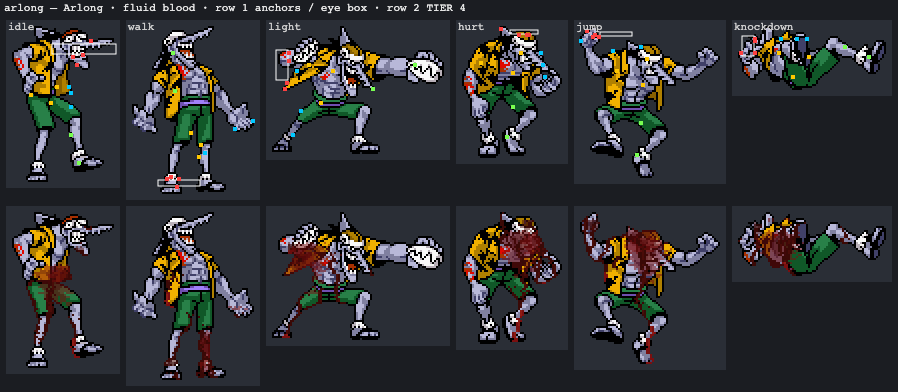 arlong — Arlong · fluid blood · row 1 anchors / eye box · row 2 TIER 4
idle
walk
light
hurt
jump
knockdown